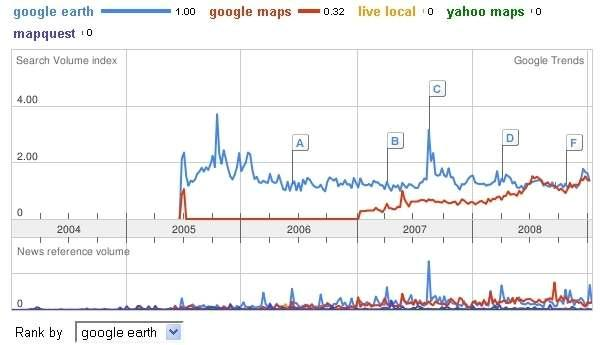 google earth 1.00 google maps 0.32 live local 0 yahoo maps 0
mapquest 0
Search Volume index Google Trends
C
4.00
A B D F
2.00
0
2004 2005 2006 2007 2008
News reference volume
0
Rank by google earth